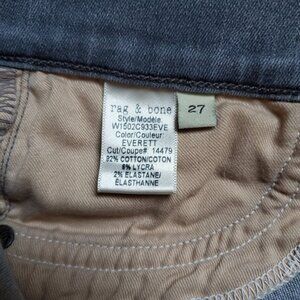 rag & bone
27
Style/Modèle
W1502C933EVE
Color/Couleur:
EVERETT
Cut/Coupe# 14479
92% COTTON/COTON
6% LYCRA
2% ELASTANE/
ELASTHANNE